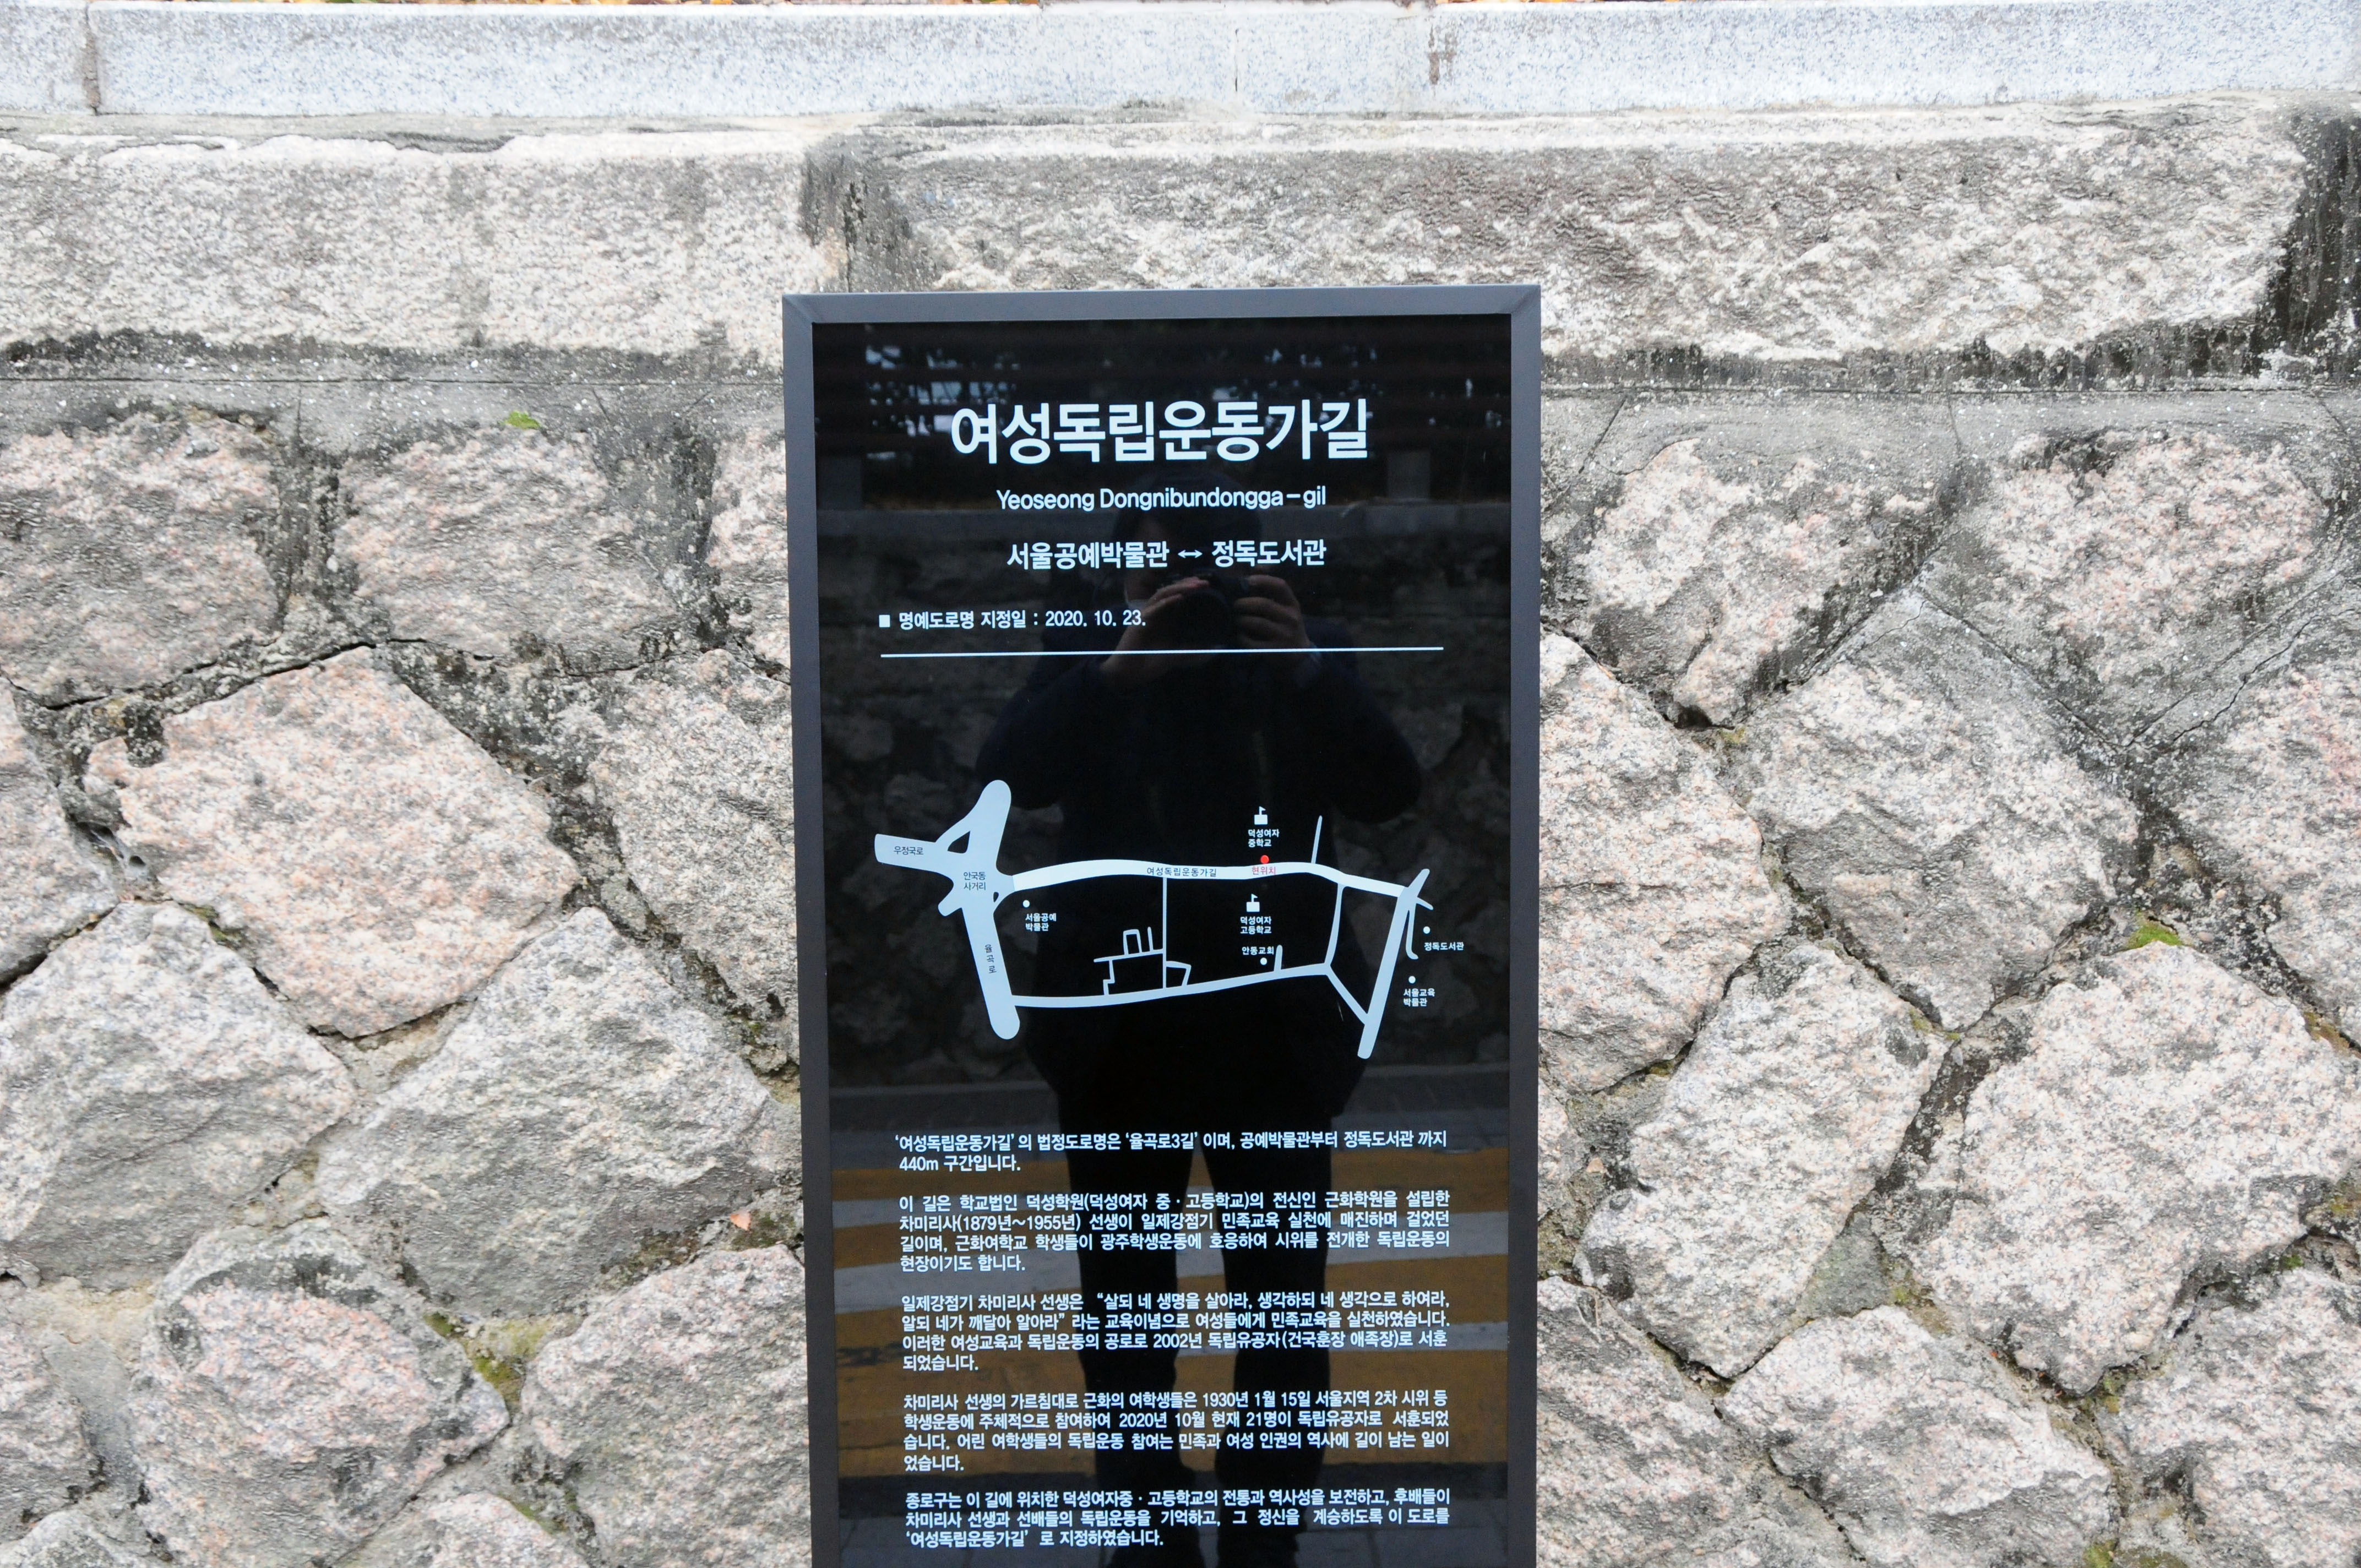 여성독립운동가길
Yeoseong Dongnibundongga-gil
서울공예박물관 ↔ 정독도서관
■ 명예도로명 지정일 : 2020. 10. 23.
덕성여자
중학교
우정국로
안국동
사거리
여성독립운동가길
현위치
서울공예
박물관
덕성여자
고등학교
율곡로
안동교회
정독도서관
서울교육
박물관
‘여성독립운동가길’의 법정도로명은 ‘율곡로3길’ 이며, 공예박물관부터 정독도서관 까지
440m 구간입니다.
이 길은 학교법인 덕성학원(덕성여자 중·고등학교)의 전신인 근화학원을 설립한
차미리사(1879년~1955년) 선생이 일제강점기 민족교육 실천에 매진하며 걸었던
길이며, 근화여학교 학생들이 광주학생운동에 호응하여 시위를 전개한 독립운동의
현장이기도 합니다.
일제강점기 차미리사 선생은 “살되 네 생명을 살아라, 생각하되 네 생각으로 하여라,
알되 네가 깨달아 알아라” 라는 교육이념으로 여성들에게 민족교육을 실천하였습니다.
이러한 여성교육과 독립운동의 공로로 2002년 독립유공자(건국훈장 애족장)로 서훈
되었습니다.
차미리사 선생의 가르침대로 근화의 여학생들은 1930년 1월 15일 서울지역 2차 시위 등
학생운동에 주체적으로 참여하여 2020년 10월 현재 21명이 독립유공자로 서훈되었
습니다. 어린 여학생들의 독립운동 참여는 민족과 여성 인권의 역사에 길이 남는 일이
었습니다.
종로구는 이 길에 위치한 덕성여자중·고등학교의 전통과 역사성을 보전하고, 후배들이
차미리사 선생과 선배들의 독립운동을 기억하고, 그 정신을 계승하도록 이 도로를
‘여성독립운동가길’ 로 지정하였습니다.